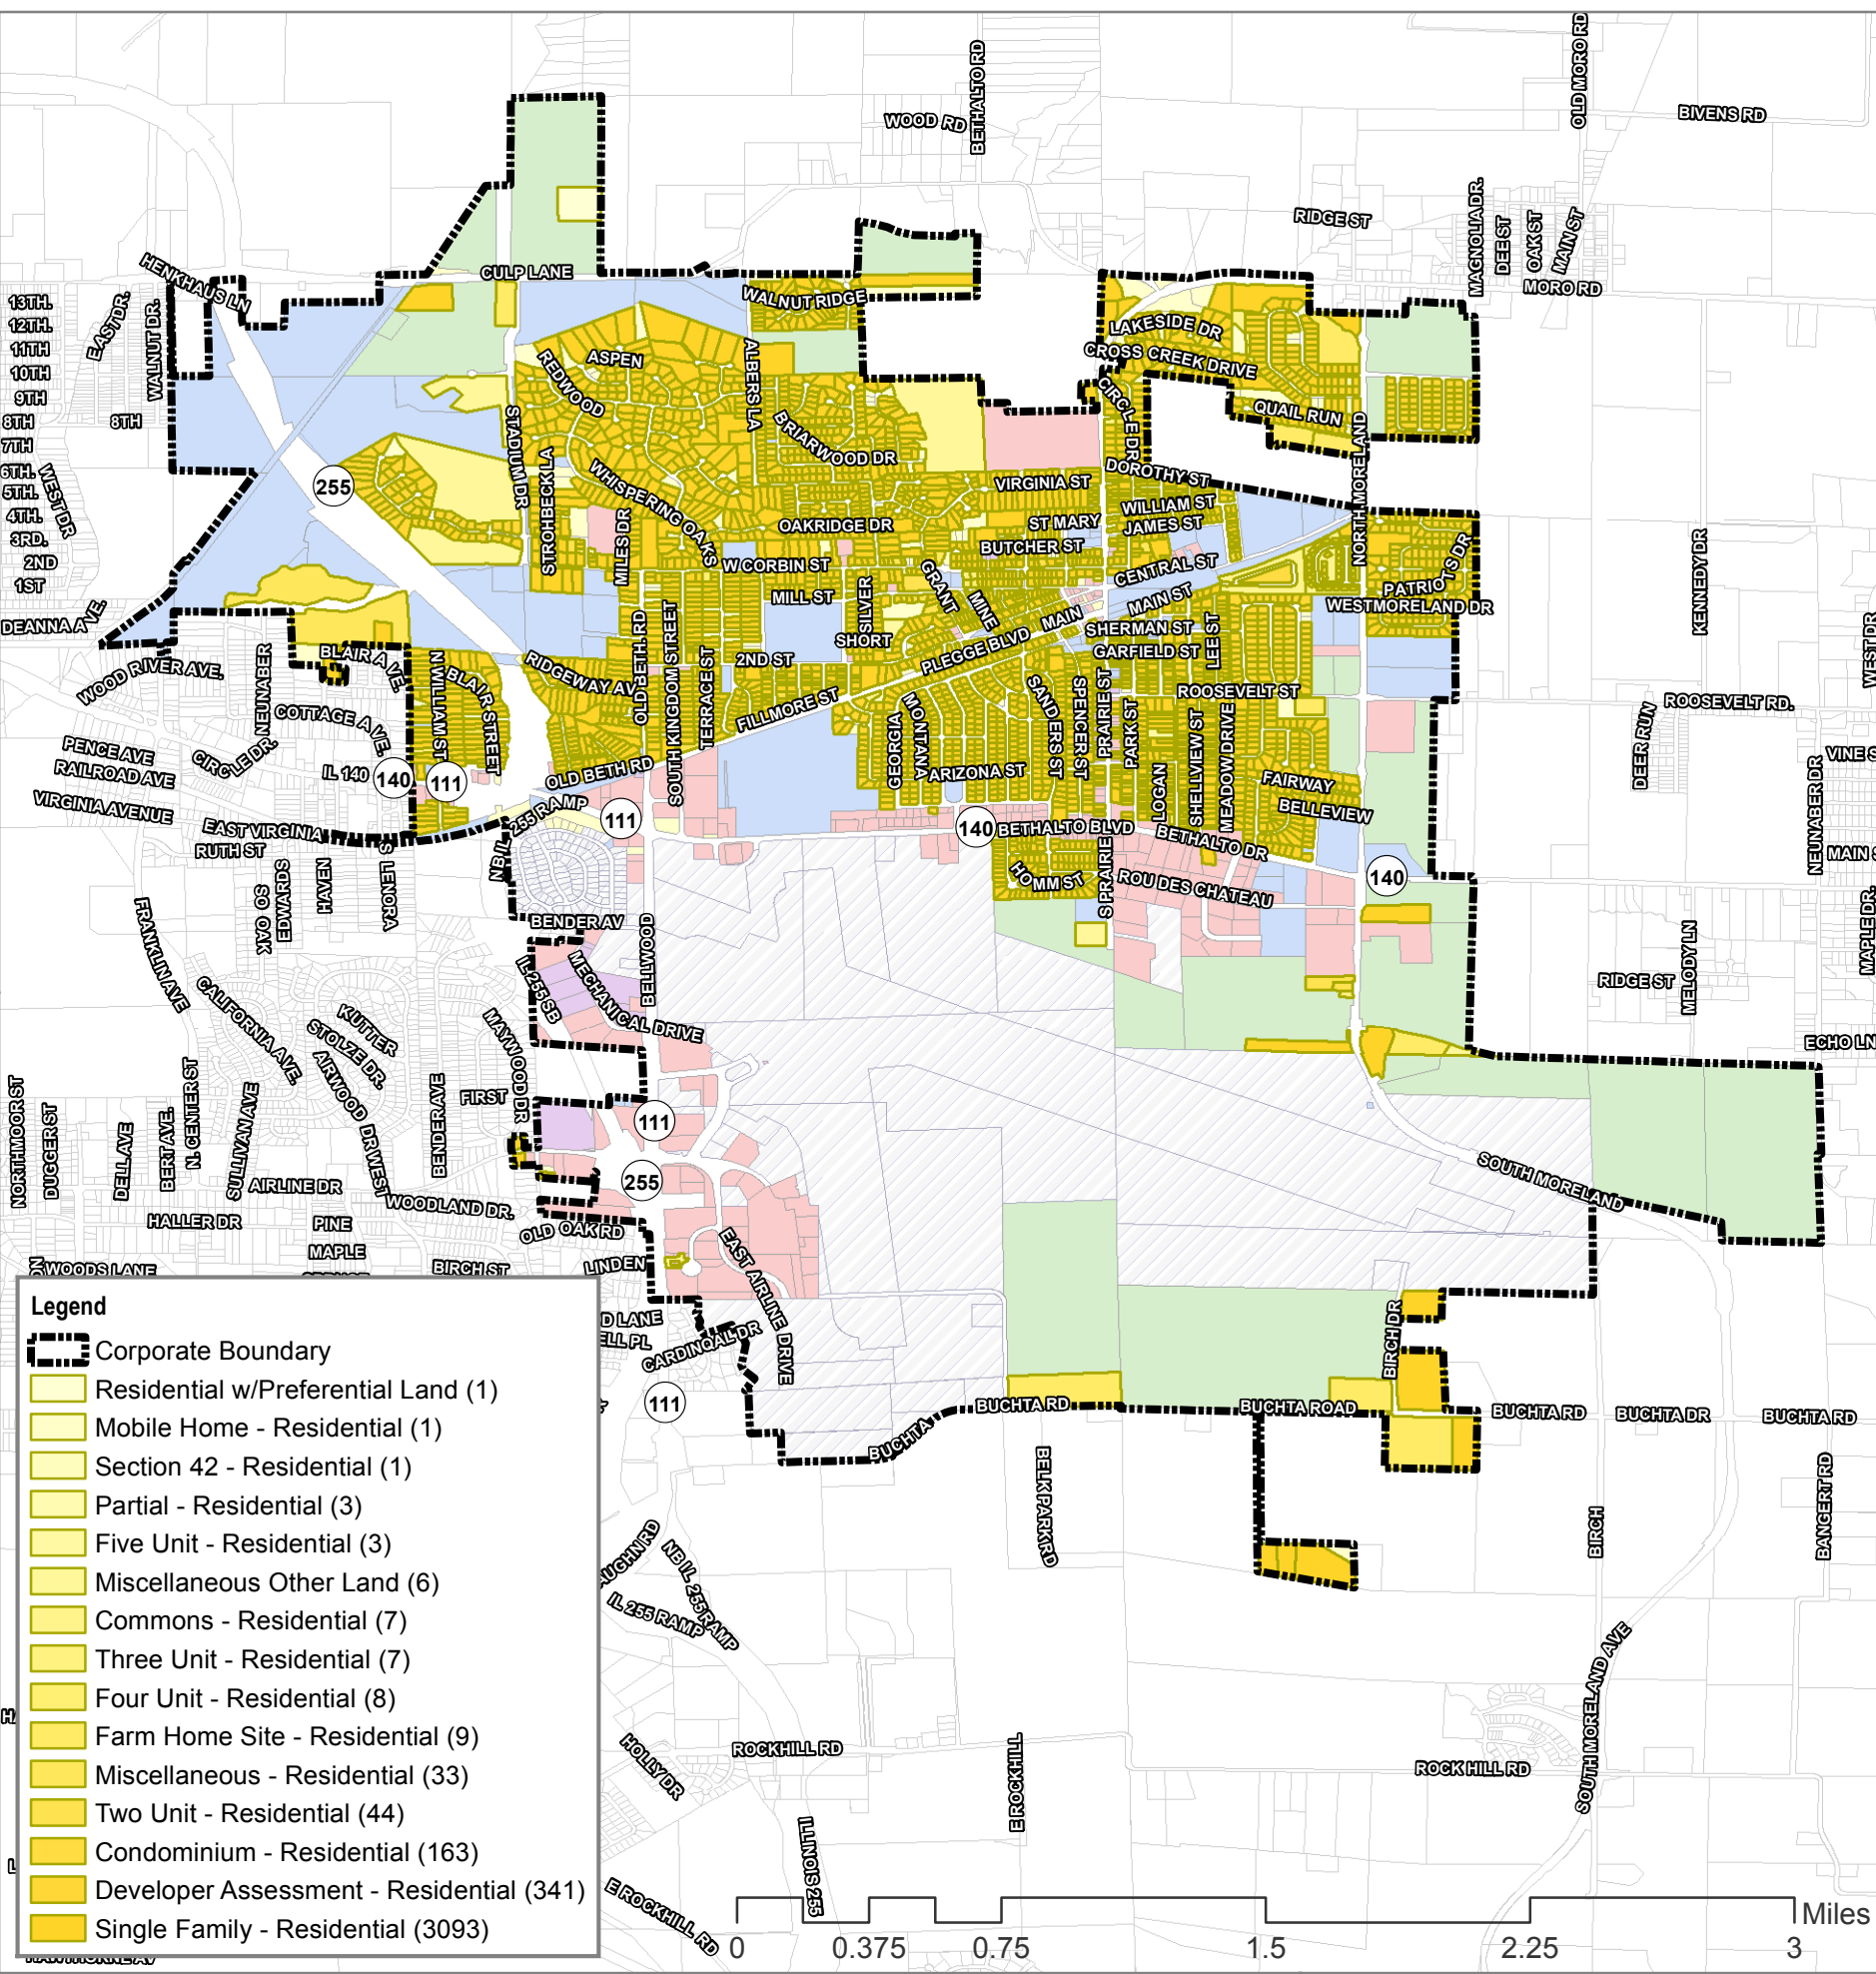 OLD MORO RD
BETHALTO RD
WOOD RD
BIVENS RD
MAGNOLIA DR.
DEE ST
OAK ST
MAIN ST
RIDGE ST
HENKHAUS LN
CULP LANE
WALNUT RIDGE
MORO RD
13TH.
12TH.
11TH
10TH
9TH
8TH
7TH
6TH.
5TH.
4TH.
3RD.
2ND
1ST
EAST DR.
WALNUT DR.
8TH
WEST DR
DEANNA AVE.
255
ASPEN
REDWOOD
ALBERS LA
BRIARWOOD DR
STADIUM DR
STROHBECK LA
WHISPERING OAKS
MILES DR
LAKESIDE DR
CROSS CREEK DRIVE
CIRCLE DR
QUAIL RUN
NORTH MORELAND
DOROTHY ST
VIRGINIA ST
WILLIAM ST
OAKRIDGE DR
ST MARY
JAMES ST
BUTCHER ST
W CORBIN ST
CENTRAL ST
GRANT
MINE
MILL ST
SILVER
MAIN ST
MAIN
PATRIOTS DR
WESTMORELAND DR
SHORT
SHERMAN ST
PLEGGE BLVD
GARFIELD ST
LEE ST
KENNEDY DR
WEST DR
WOOD RIVER AVE.
BLAIR AVE.
NEUNABER
N WILLIAM ST
BLAIR STREET
RIDGEWAY AV
OLD BETH. RD
SOUTH KINGDOM STREET
TERRACE ST
2ND ST
FILLMORE ST
ROOSEVELT ST
ROOSEVELT RD.
SANDERS ST
SPENCER ST
PRAIRIE ST
PARK ST
GEORGIA
MONTANA
ARIZONA ST
LOGAN
SHELLVIEW ST
MEADOW DRIVE
FAIRWAY
BELLEVIEW
DEER RUN
COTTAGE AVE.
PENCE AVE
CIRCLE DR.
RAILROAD AVE
IL 140
140
111
OLD BETH RD
VIRGINIA AVENUE
EAST VIRGINIA
RUTH ST
NB IL 255 RAMP
111
140
BETHALTO BLVD
BETHALTO DR
HOMM ST
S PRAIRIE
ROU DES CHATEAU
140
NEUNABER DR
MAPLE DR.
OAK
EDWARDS
HAVEN
S LENORA
BENDER AV
BELLWOOD
FRANKLIN AVE
CALIFORNIA AVE.
KUTTER
STOLZE DR.
AIRWOOD DR WEST
IL 255 SB
MECHANICAL DRIVE
MAYWOOD DR
RIDGE ST
MELODY LN
ECHO LN
NORTHMOOR ST
DUGGER ST
DELL AVE
BERT AVE.
N. CENTER ST
SULLIVAN AVE
BENDER AVE
FIRST
111
255
AIRLINE DR
WOODLAND DR.
HALLER DR
PINE
MAPLE
OLD OAK RD
BIRCH ST
LINDEN
EAST AIRLINE DRIVE
SOUTH MORELAND
WOODS LANE
CARDINQAL DR
111
BUCHTA
BUCHTA RD
BUCHTA ROAD
BIRCH DR
BUCHTA RD
BUCHTA DR
BUCHTA RD
BELK PARK RD
BIRCH
BANGERT RD
NB IL 255 RAMP
IL 255 RAMP
SOUTH MORELAND AVE
HOLLY DR
ROCKHILL RD
E ROCKHILL
ROCK HILL RD
ILLINOIS 255
E ROCKHILL RD
Legend
Corporate Boundary
Residential w/Preferential Land (1)
Mobile Home - Residential (1)
Section 42 - Residential (1)
Partial - Residential (3)
Five Unit - Residential (3)
Miscellaneous Other Land (6)
Commons - Residential (7)
Three Unit - Residential (7)
Four Unit - Residential (8)
Farm Home Site - Residential (9)
Miscellaneous - Residential (33)
Two Unit - Residential (44)
Condominium - Residential (163)
Developer Assessment - Residential (341)
Single Family - Residential (3093)
0 0.375 0.75 1.5 2.25 3 Miles